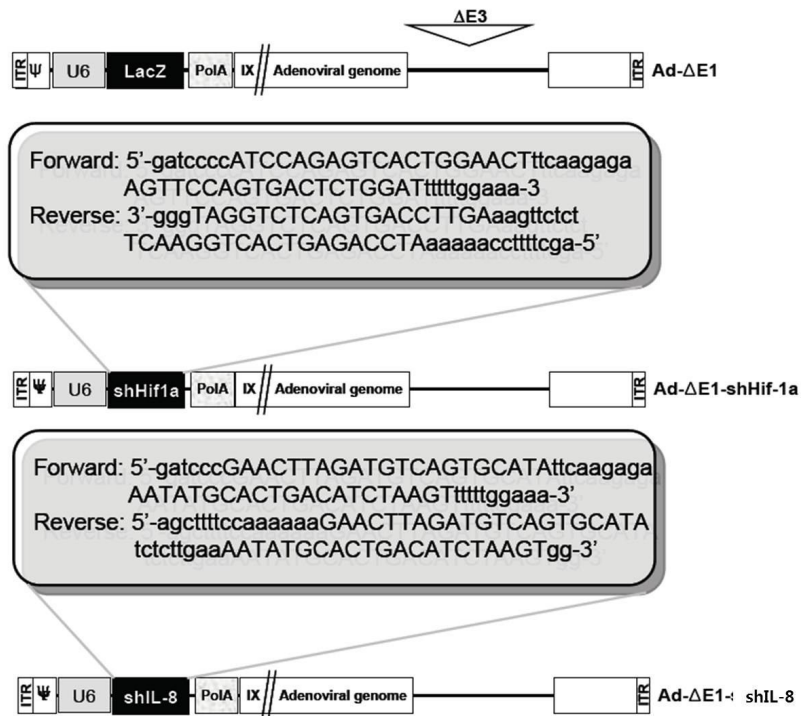 ΔE3
ITR Ψ U6 LacZ PolA IX Adenoviral genome ITR Ad-ΔE1
Forward: 5’-gatccccATCCAGAGTCACTGGAACTttcaagaga
AGTTCCAGTGACTCTGGATtttttggaaa-3
Reverse: 3’-gggTAGGTCTCAGTGACCTTGAaagttctct
TCAAGGTCACTGAGACCTAaaaaaccttttcga-5’
ITR Ψ U6 shHif1a PolA IX Adenoviral genome ITR Ad-ΔE1-shHif-1a
Forward: 5’-gatcccGAACTTAGATGTCAGTGCATAttcaagaga
AATATGCACTGACATCTAAGTtttttggaaa-3’
Reverse: 5’-agcttttccaaaaaaGAACTTAGATGTCAGTGCATA
tctcttgaaAATATGCACTGACATCTAAGTgg-3’
ITR Ψ U6 shIL-8 PolA IX Adenoviral genome ITR Ad-ΔE1- shIL-8